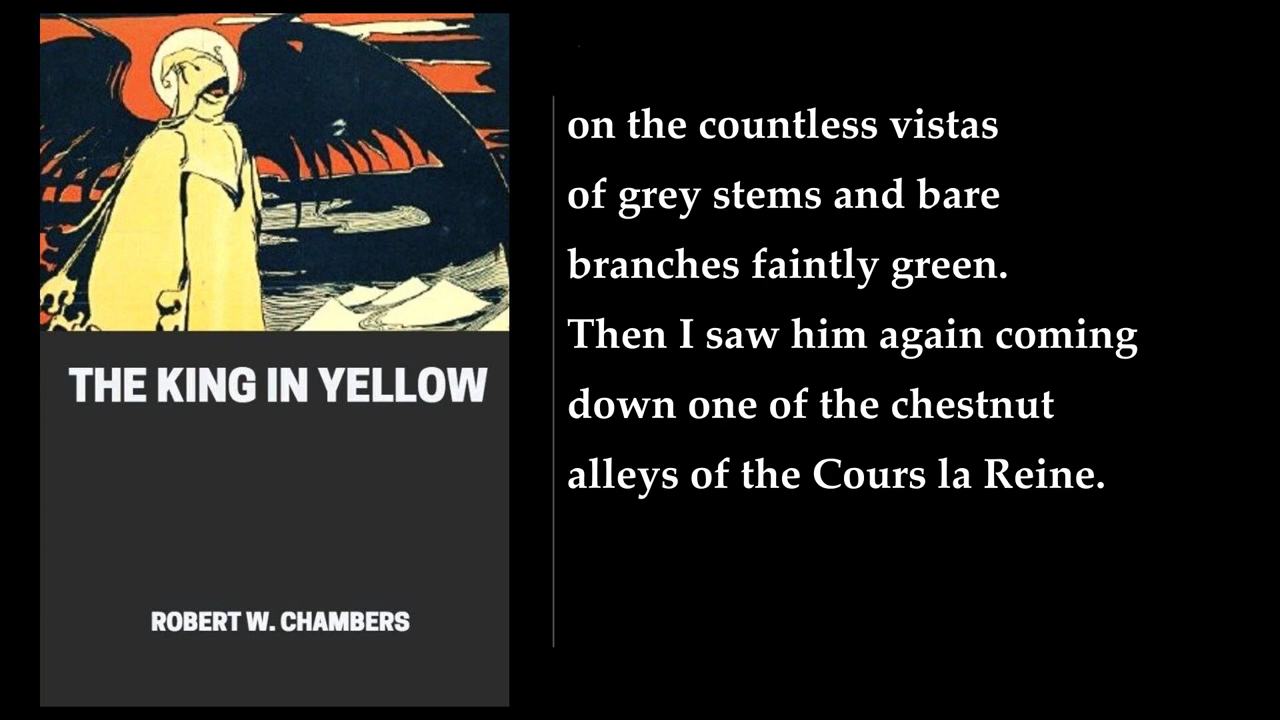 THE KING IN YELLOW
ROBERT W. CHAMBERS
on the countless vistas
of grey stems and bare
branches faintly green.
Then I saw him again coming
down one of the chestnut
alleys of the Cours la Reine.